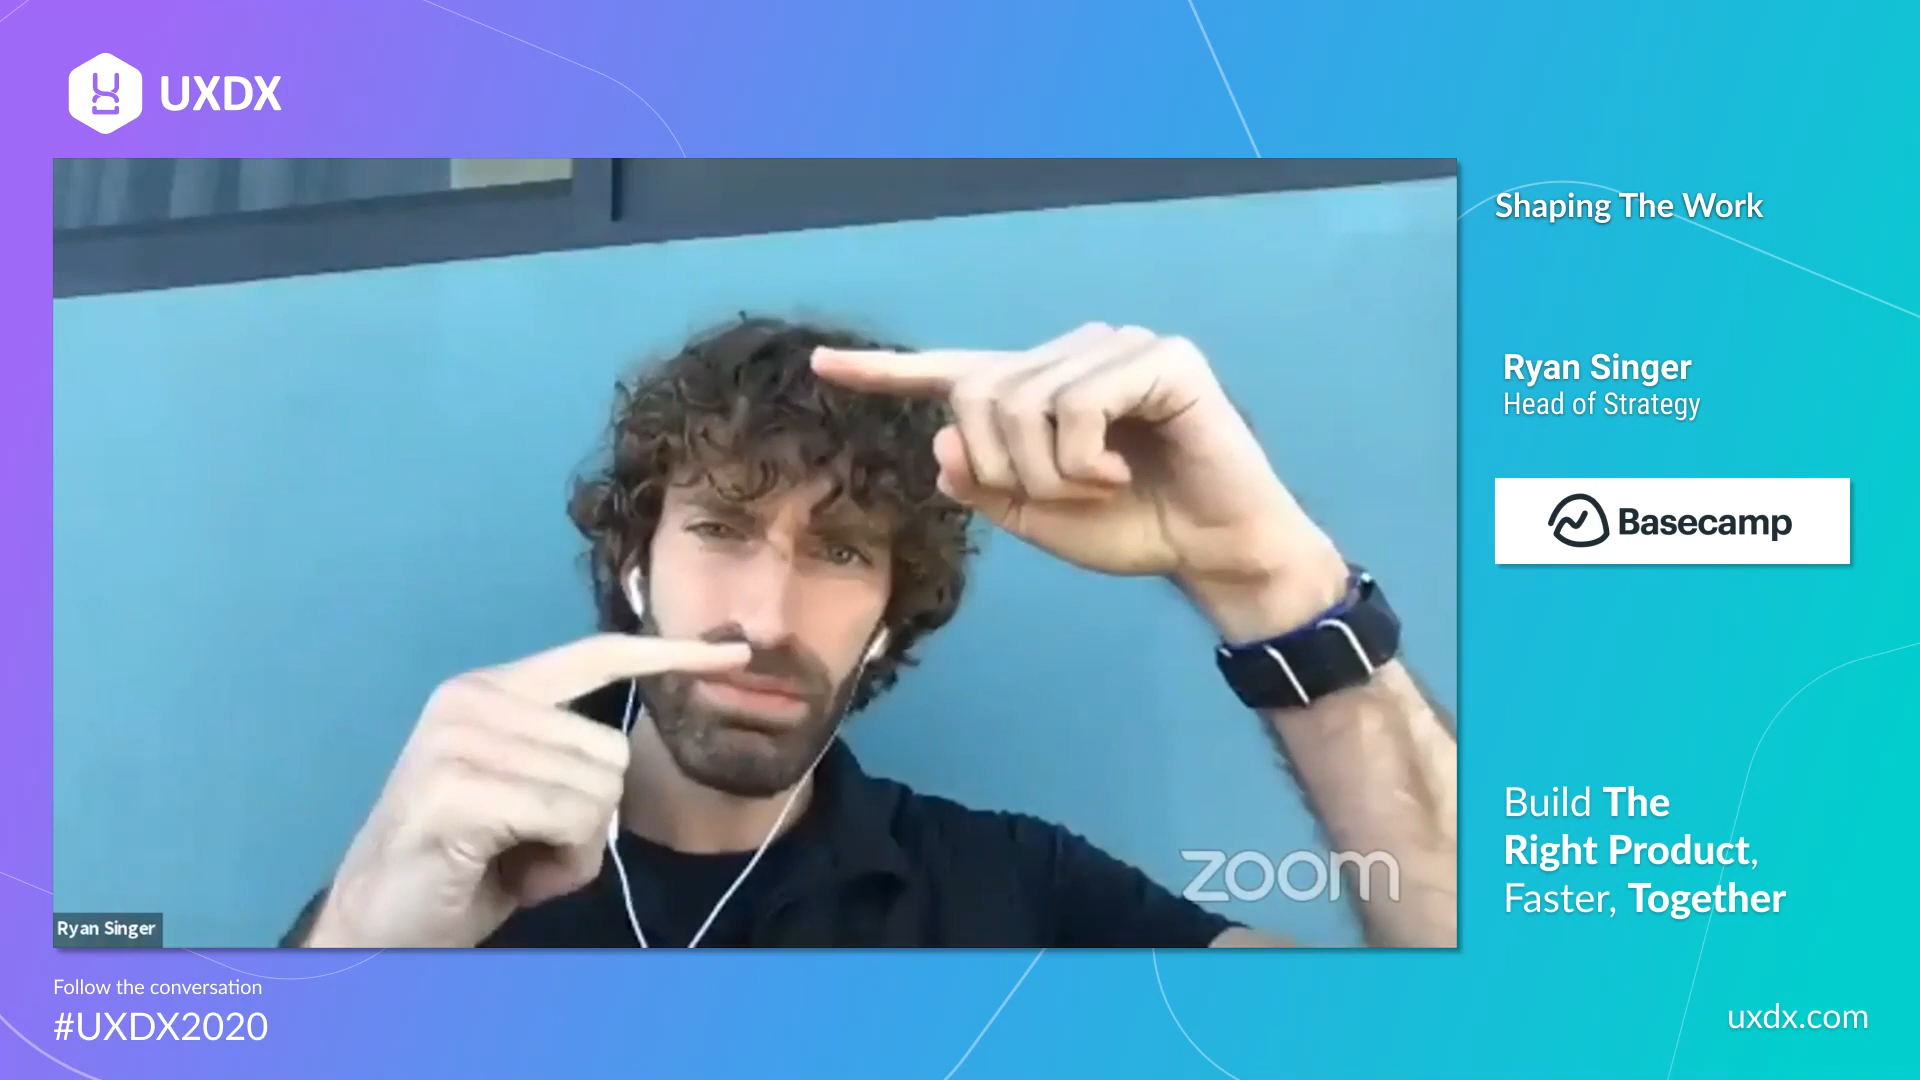 UXDX
Shaping The Work
Ryan Singer
Head of Strategy
Basecamp
Build The
Right Product,
Faster, Together
zoom
Ryan Singer
Follow the conversation
#UXDX2020
uxdx.com